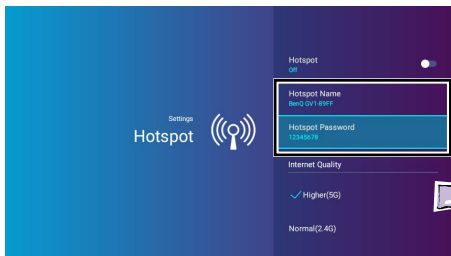 Settings
Hotspot
Hotspot
Off
Hotspot Name
BenQ GV1-89FF
Hotspot Password
12345678
Internet Quality
Higher(5G)
Normal(2.4G)